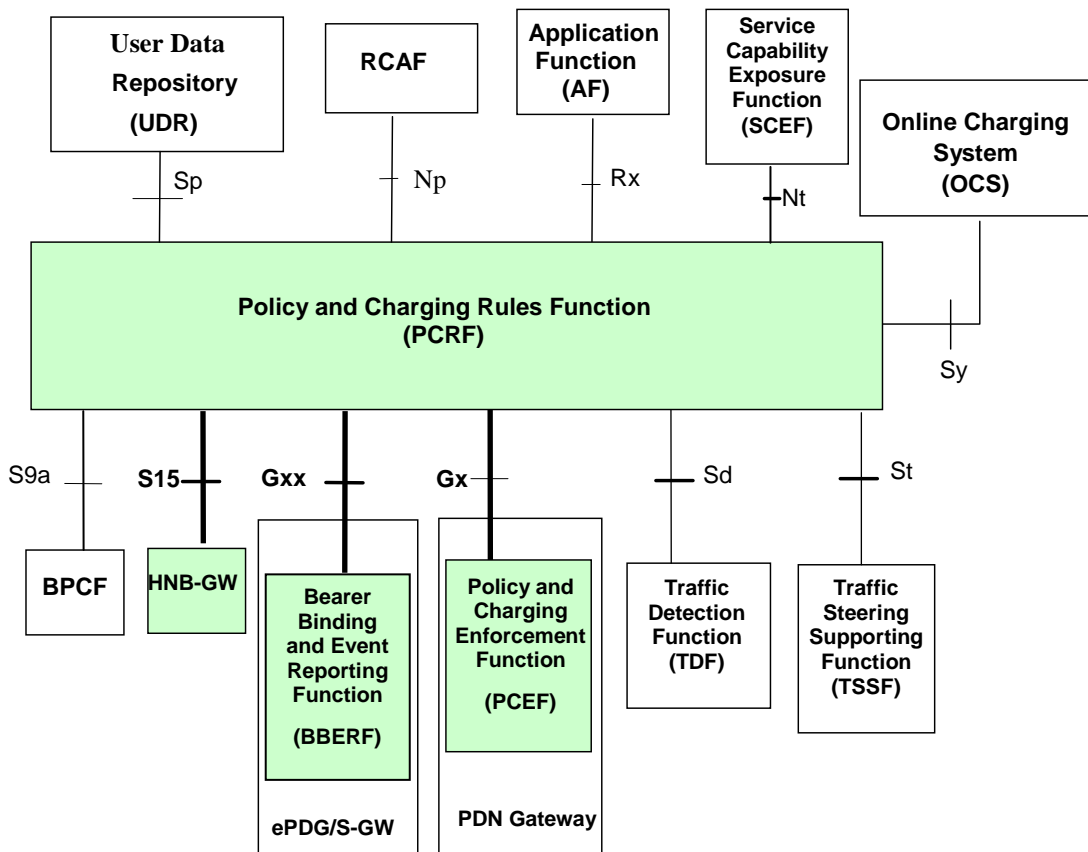 User Data
Repository
(UDR)
RCAF
Application
Function
(AF)
Service
Capability
Exposure
Function
(SCEF)
Online Charging
System
(OCS)
Sp
Np
Rx
Nt
Sy
Policy and Charging Rules Function
(PCRF)
S9a
S15
Gxx
Gx
Sd
St
BPCF
HNB-GW
Bearer
Binding
and Event
Reporting
Function
(BBERF)
ePDG/S-GW
Policy and
Charging
Enforcement
Function
(PCEF)
PDN Gateway
Traffic
Detection
Function
(TDF)
Traffic
Steering
Supporting
Function
(TSSF)